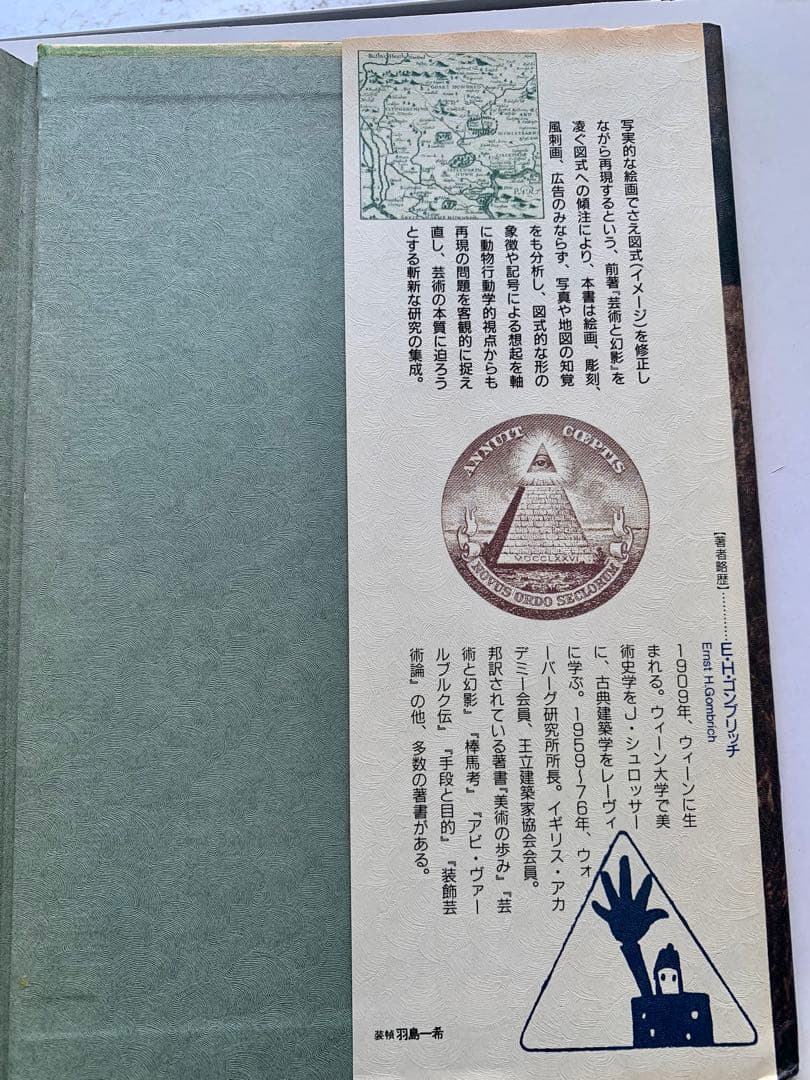 写実的な絵画でさえ図式(イメージ)を修正し
ながら再現するという、前著『芸術と幻影』を
凌ぐ図式への傾注により、本書は絵画、彫刻、
風刺画、広告のみならず、写真や地図の知覚
をも分析し、図式的な形の
象徴や記号による想起を軸
に動物行動学的視点からも
再現の問題を客観的に捉え
直し、芸術の本質に迫ろう
とする斬新な研究の集成。
ANNUIT CŒPTIS
MDCCLXXVI
NOVUS ORDO SECLORUM
【著者略歴】…………E・H・ゴンブリッチ
Ernst H.Gombrich
1909年、ウィーンに生
まれる。ウィーン大学で美
術史学をJ・シュロッサー
に、古典建築学をレーヴィ
に学ぶ。1959〜76年、ウォ
ーバーグ研究所所長。イギリス・アカ
デミー会員、王立建築家協会会員。
邦訳されている著書『美術の歩み』『芸
術と幻影』『棒馬考』『アビ・ヴァー
ルブルク伝』『手段と目的』『装飾芸
術論』の他、多数の著書がある。
装幀 羽島一希